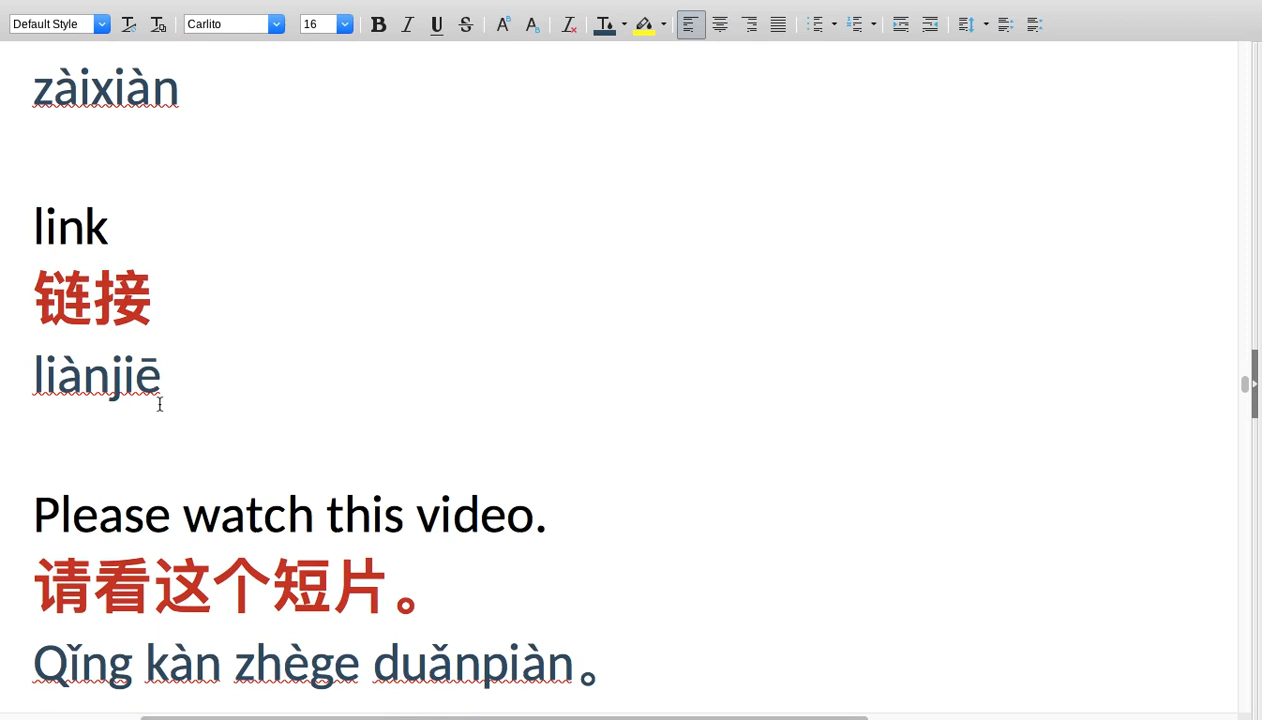 Default Style
Carlito
16
zàixiàn
link
链接
liànjiē
Please watch this video.
请看这个短片。
Qǐng kàn zhège duǎnpiàn。